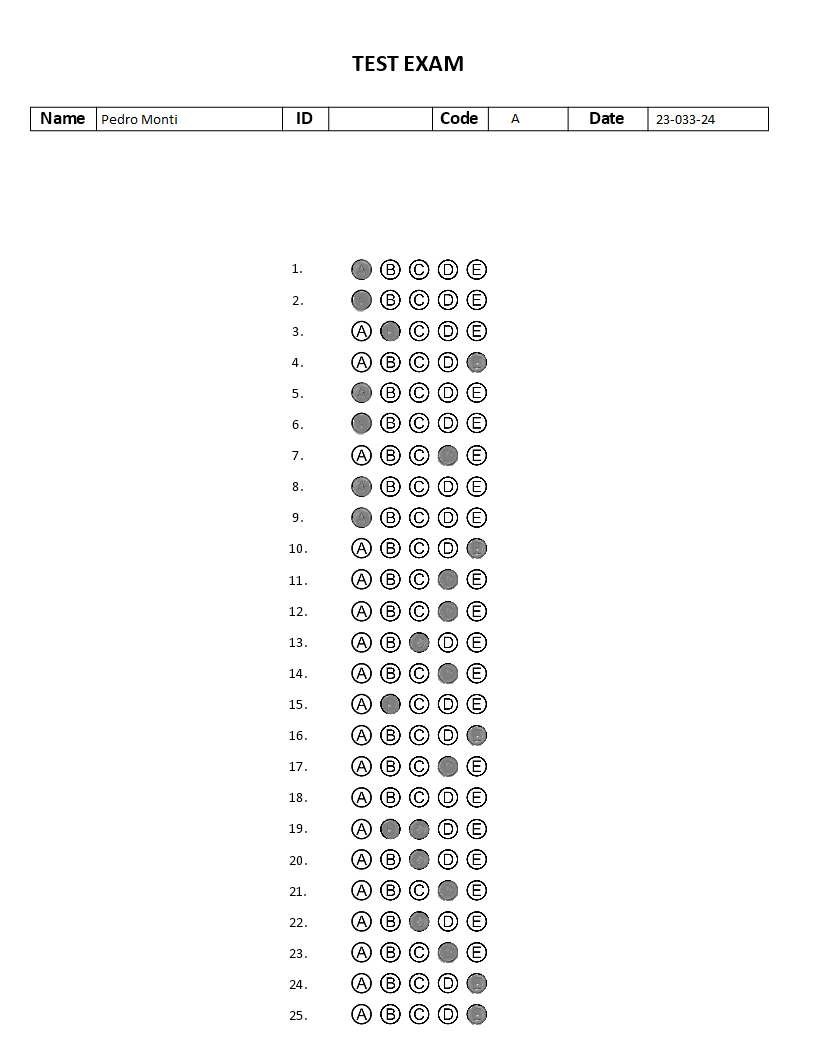 TEST EXAM
Name Pedro Monti ID Code A Date 23-033-24
1. A B C D E
2. B C D E
3. A C D E
4. A B C D
5. A B C D E
6. B C D E
7. A B C E
8. A B C D E
9. A B C D E
10. A B C D
11. A B C E
12. A B C E
13. A B D E
14. A B C E
15. A C D E
16. A B C D
17. A B C E
18. A B C D E
19. A D E
20. A B D E
21. A B C E
22. A B D E
23. A B C E
24. A B C D
25. A B C D